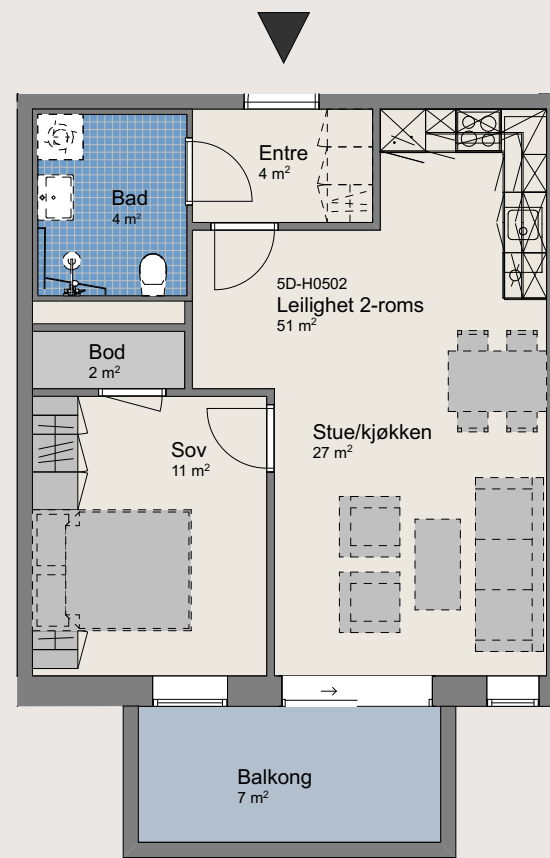 Entre
4 m²
Bad
4 m²
5D-H0502
Leilighet 2-roms
51 m²
Bod
2 m²
Stue/kjøkken
27 m²
Sov
11 m²
Balkong
7 m²